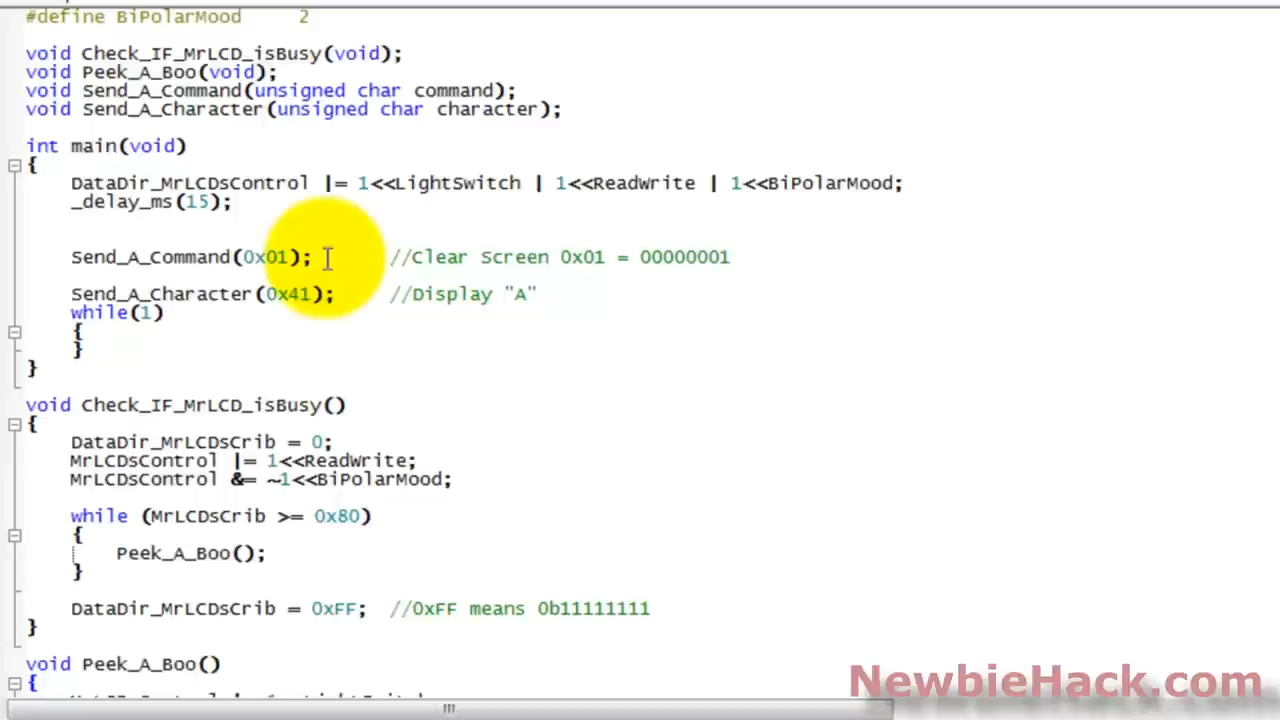 #define BiPolarMood 2
void Check_IF_MrLCD_isBusy(void);
void Peek_A_Boo(void);
void Send_A_Command(unsigned char command);
void Send_A_Character(unsigned char character);
int main(void)
{
DataDir_MrLCDsControl |= 1<<LightSwitch | 1<<ReadWrite | 1<<BiPolarMood;
_delay_ms(15);
Send_A_Command(0x01); //Clear Screen 0x01 = 00000001
Send_A_Character(0x41); //Display "A"
while(1)
{
}
}
void Check_IF_MrLCD_isBusy()
{
DataDir_MrLCDsCrib = 0;
MrLCDsControl |= 1<<ReadWrite;
MrLCDsControl &= ~1<<BiPolarMood;
while (MrLCDsCrib >= 0x80)
{
Peek_A_Boo();
}
DataDir_MrLCDsCrib = 0xFF; //0xFF means 0b11111111
}
void Peek_A_Boo()
{
NewbieHack.com